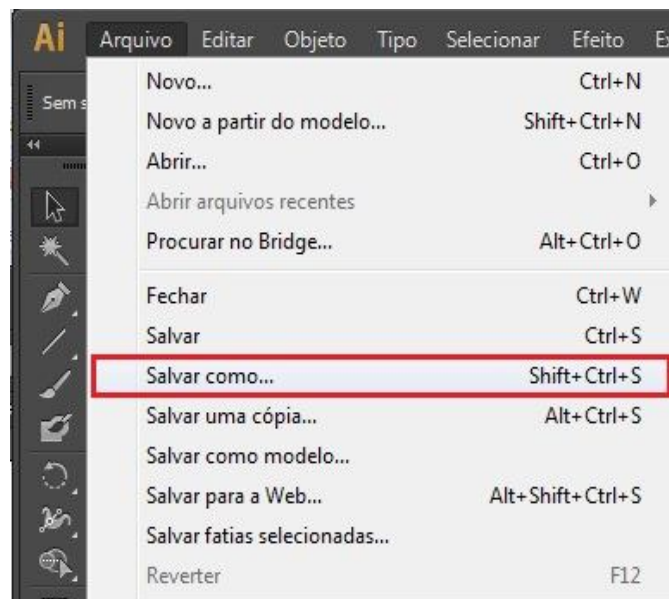 Ai Arquivo Editar Objeto Tipo Selecionar Efeito
Sem
Novo... Ctrl+N
Novo a partir do modelo... Shift+Ctrl+N
Abrir... Ctrl+O
Abrir arquivos recentes
Procurar no Bridge... Alt+Ctrl+O
Fechar Ctrl+W
Salvar Ctrl+S
Salvar como... Shift+Ctrl+S
Salvar uma cópia... Alt+Ctrl+S
Salvar como modelo...
Salvar para a Web... Alt+Shift+Ctrl+S
Salvar fatias selecionadas...
Reverter F12